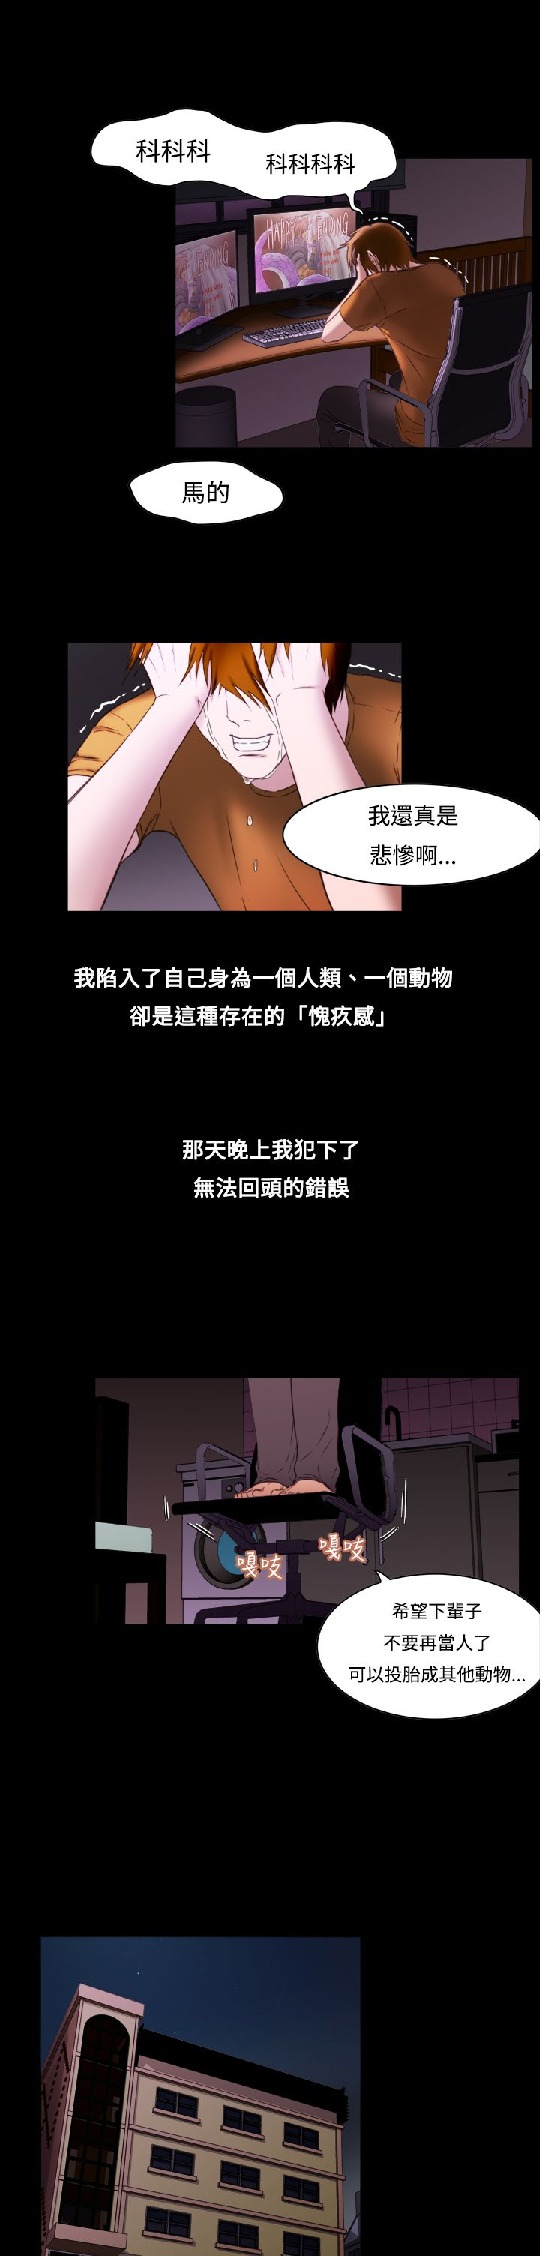 科科科
科科科科
HAPPY ENDING
HAPPY ENDING
馬的
我還真是
悲慘啊...
我陷入了自己身為一個人類、一個動物
卻是這種存在的「愧疚感」
那天晚上我犯下了
無法回頭的錯誤
嘎吱
嘎吱
希望下輩子
不要再當人了
可以投胎成其他動物...